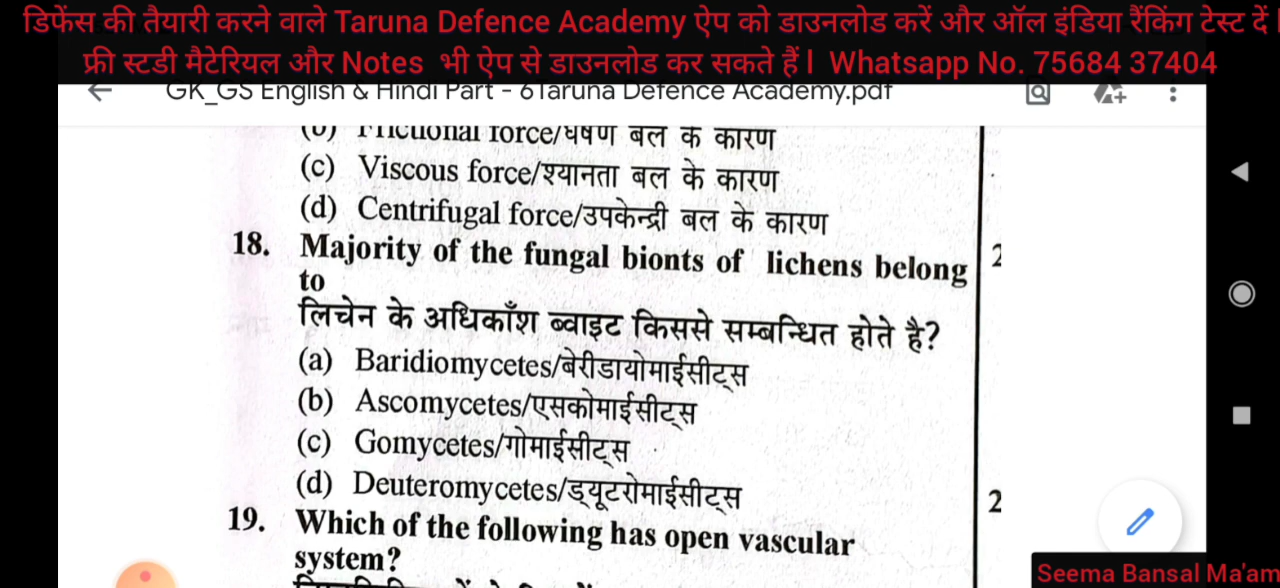 डिफेंस की तैयारी करने वाले Taruna Defence Academy ऐप को डाउनलोड करें और ऑल इंडिया रैंकिंग टेस्ट दें।
फ्री स्टडी मैटेरियल और Notes भी ऐप से डाउनलोड कर सकते हैं। Whatsapp No. 75684 37404
GK_GS English & Hindi Part - 6Taruna Defence Academy.pdf
(b) Frictional force/घर्षण बल के कारण
(c) Viscous force/श्यानता बल के कारण
(d) Centrifugal force/उपकेन्द्री बल के कारण
18. Majority of the fungal bionts of lichens belong
to
लिचेन के अधिकाँश ब्वाइट किससे सम्बन्धित होते है?
(a) Baridiomycetes/बेरीडायोमाईसीट्स
(b) Ascomycetes/एसकोमाईसीट्स
(c) Gomycetes/गोमाईसीट्स
(d) Deuteromycetes/ड्यूटरोमाईसीट्स
19. Which of the following has open vascular
system?
2
2
Seema Bansal Ma'am